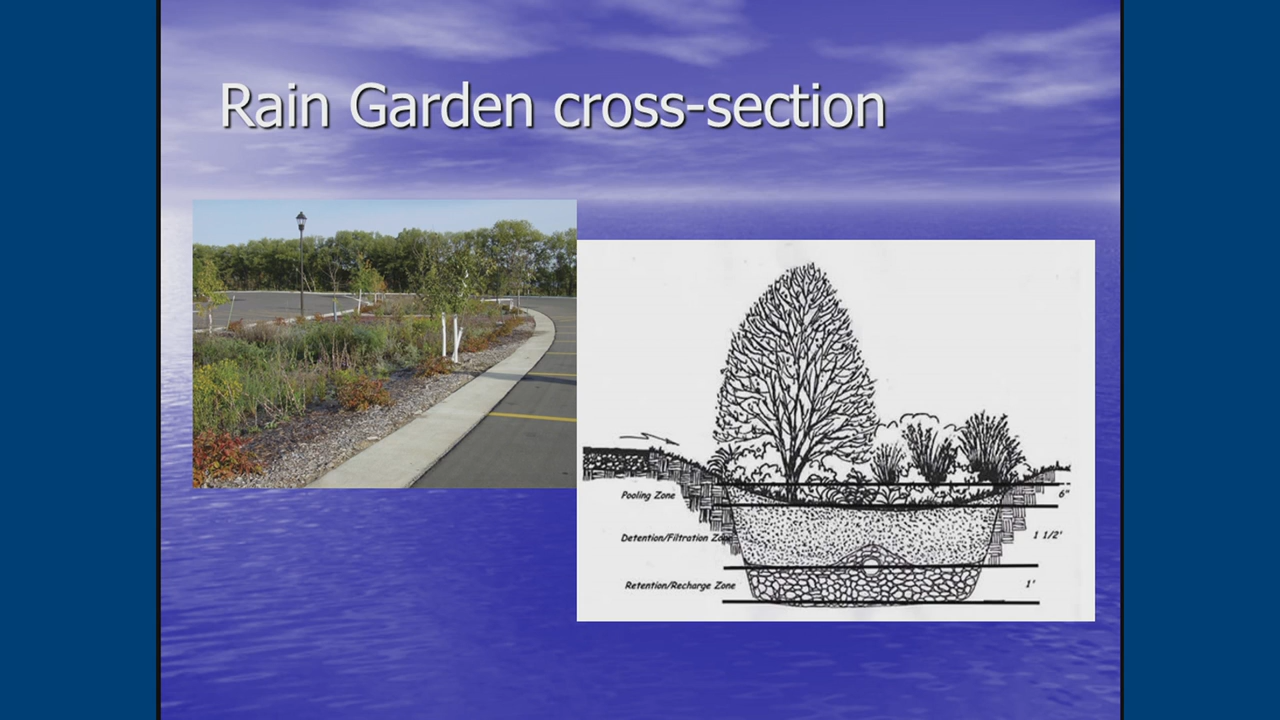 Rain Garden cross-section
Pooling Zone
6"
Detention/Filtration Zone
1 1/2'
Retention/Recharge Zone
1'